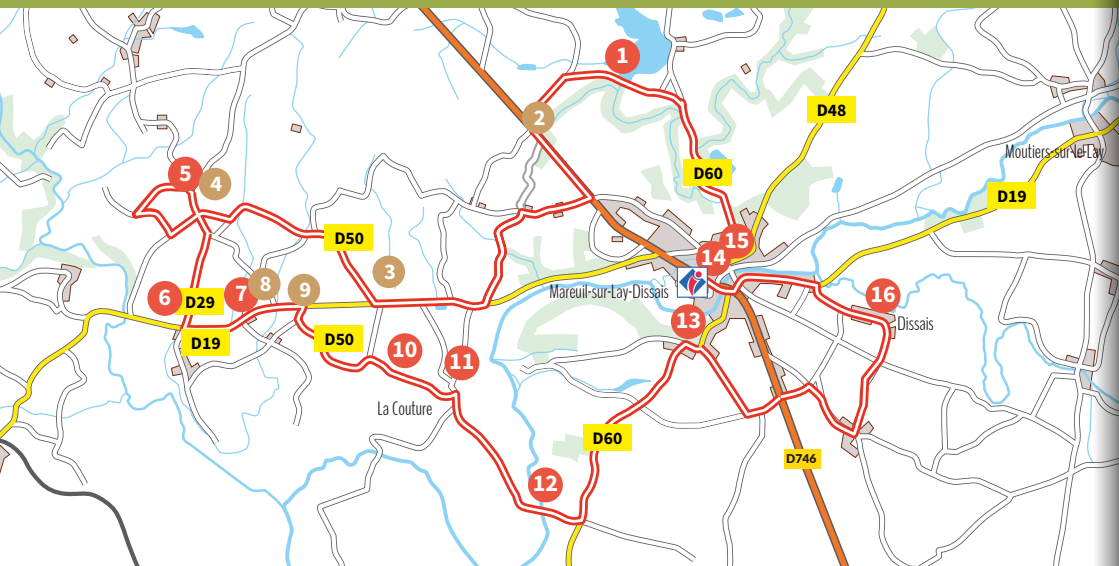 1
2
D48
Moutiers-sur-le-Lay
D60
5
4
D19
15
D50
14
3
8
9
7
6
D29
Mareuil-sur-Lay-Dissais
16
13
Dissais
D19
D50
10
11
La Couture
D60
D746
12